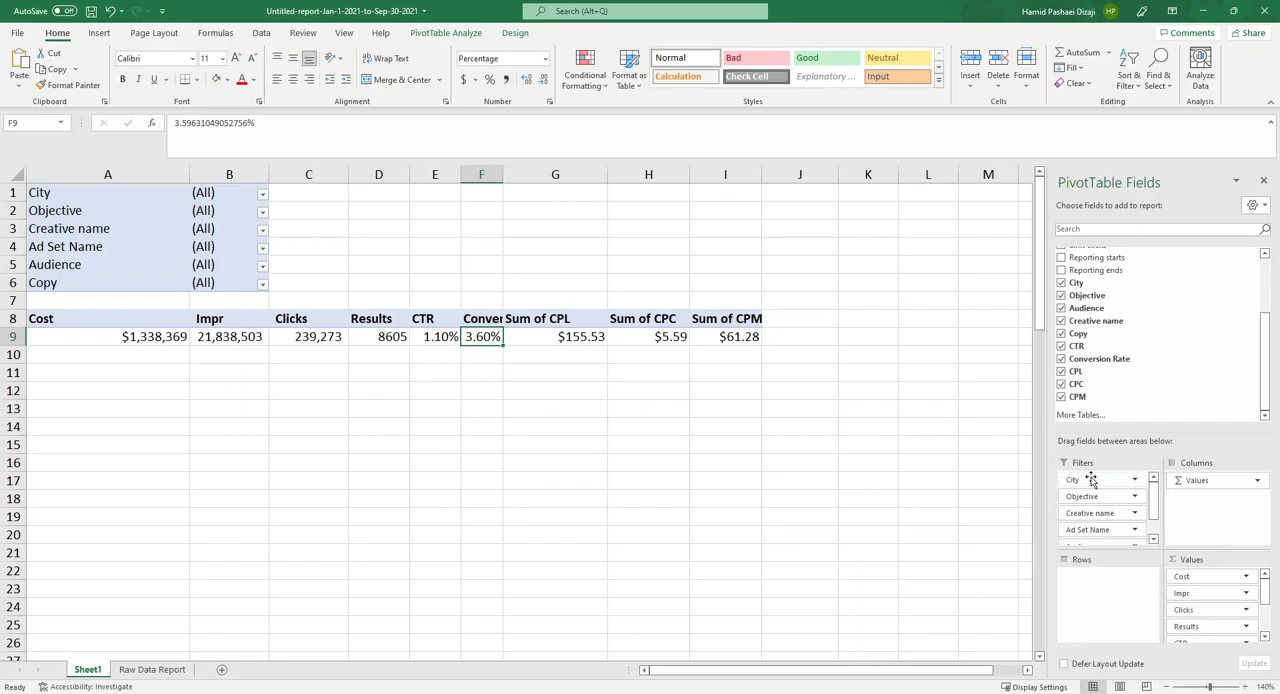 AutoSave Off Untitled-report-Jan-1-2021-to-Sep-30-2021 Search (Alt+Q) Hamid Pashaei Dizaji HP
File Home Insert Page Layout Formulas Data Review View Help PivotTable Analyze Design Comments Share
Paste Cut Copy Format Painter Clipboard
Calibri 11 B I U A Font
Wrap Text Merge & Center Alignment
Percentage $ % Number
Conditional Formatting Format as Table Normal Bad Good Neutral Calculation Check Cell Explanatory ... Input Styles
Insert Delete Format Cells
AutoSum Fill Clear Sort & Filter Find & Select Editing
Analyze Data Analysis
F9 fx 3.59631049052756%
A B C D E F G H I J K L M
1 City (All)
2 Objective (All)
3 Creative name (All)
4 Ad Set Name (All)
5 Audience (All)
6 Copy (All)
7
8 Cost Impr Clicks Results CTR Conver Sum of CPL Sum of CPC Sum of CPM
9 $1,338,369 21,838,503 239,273 8605 1.10% 3.60% $155.53 $5.59 $61.28
10
11
12
13
14
15
16
17
18
19
20
21
22
23
24
25
26
PivotTable Fields
Choose fields to add to report:
Search
Reporting starts
Reporting ends
City
Objective
Audience
Creative name
Copy
CTR
Conversion Rate
CPL
CPC
CPM
More Tables...
Drag fields between areas below:
Filters
City
Objective
Creative name
Ad Set Name
Columns
Σ Values
Rows
Σ Values
Cost
Impr
Clicks
Results
Defer Layout Update Update
Sheet1 Raw Data Report
Ready Accessibility: Investigate Display Settings 140%